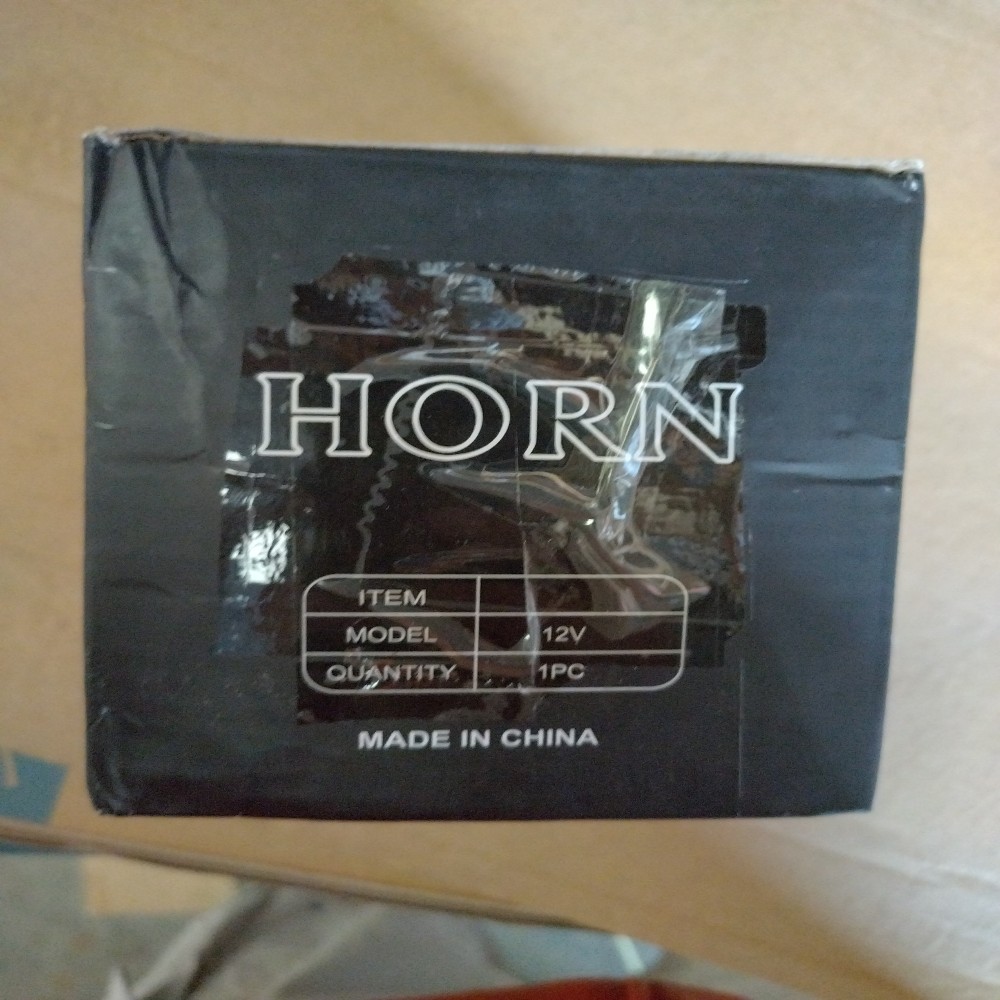 HORN
ITEM
MODEL 12V
QUANTITY 1PC
MADE IN CHINA